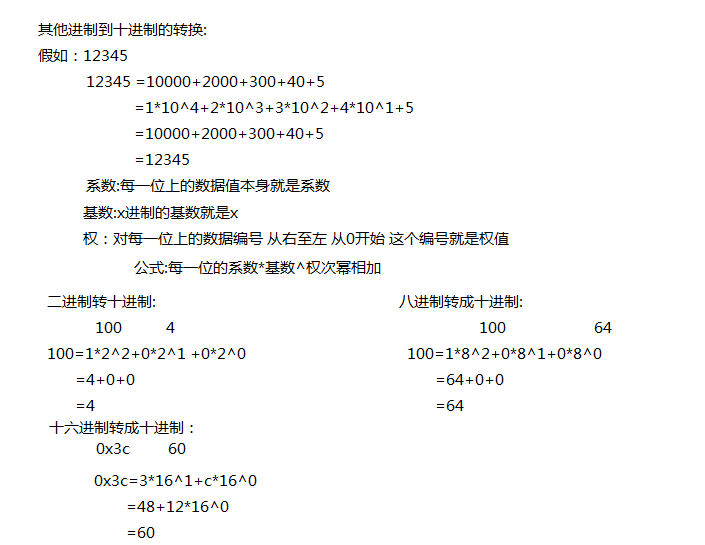 其他进制到十进制的转换:
假如：12345
12345 =10000+2000+300+40+5
=1*10^4+2*10^3+3*10^2+4*10^1+5
=10000+2000+300+40+5
=12345
系数:每一位上的数据值本身就是系数
基数:x进制的基数就是x
权：对每一位上的数据编号 从右至左 从0开始 这个编号就是权值
公式:每一位的系数*基数^权次幂相加
二进制转十进制:
100 4
100=1*2^2+0*2^1 +0*2^0
=4+0+0
=4
八进制转成十进制:
100 64
100=1*8^2+0*8^1+0*8^0
=64+0+0
=64
十六进制转成十进制：
0x3c 60
0x3c=3*16^1+c*16^0
=48+12*16^0
=60